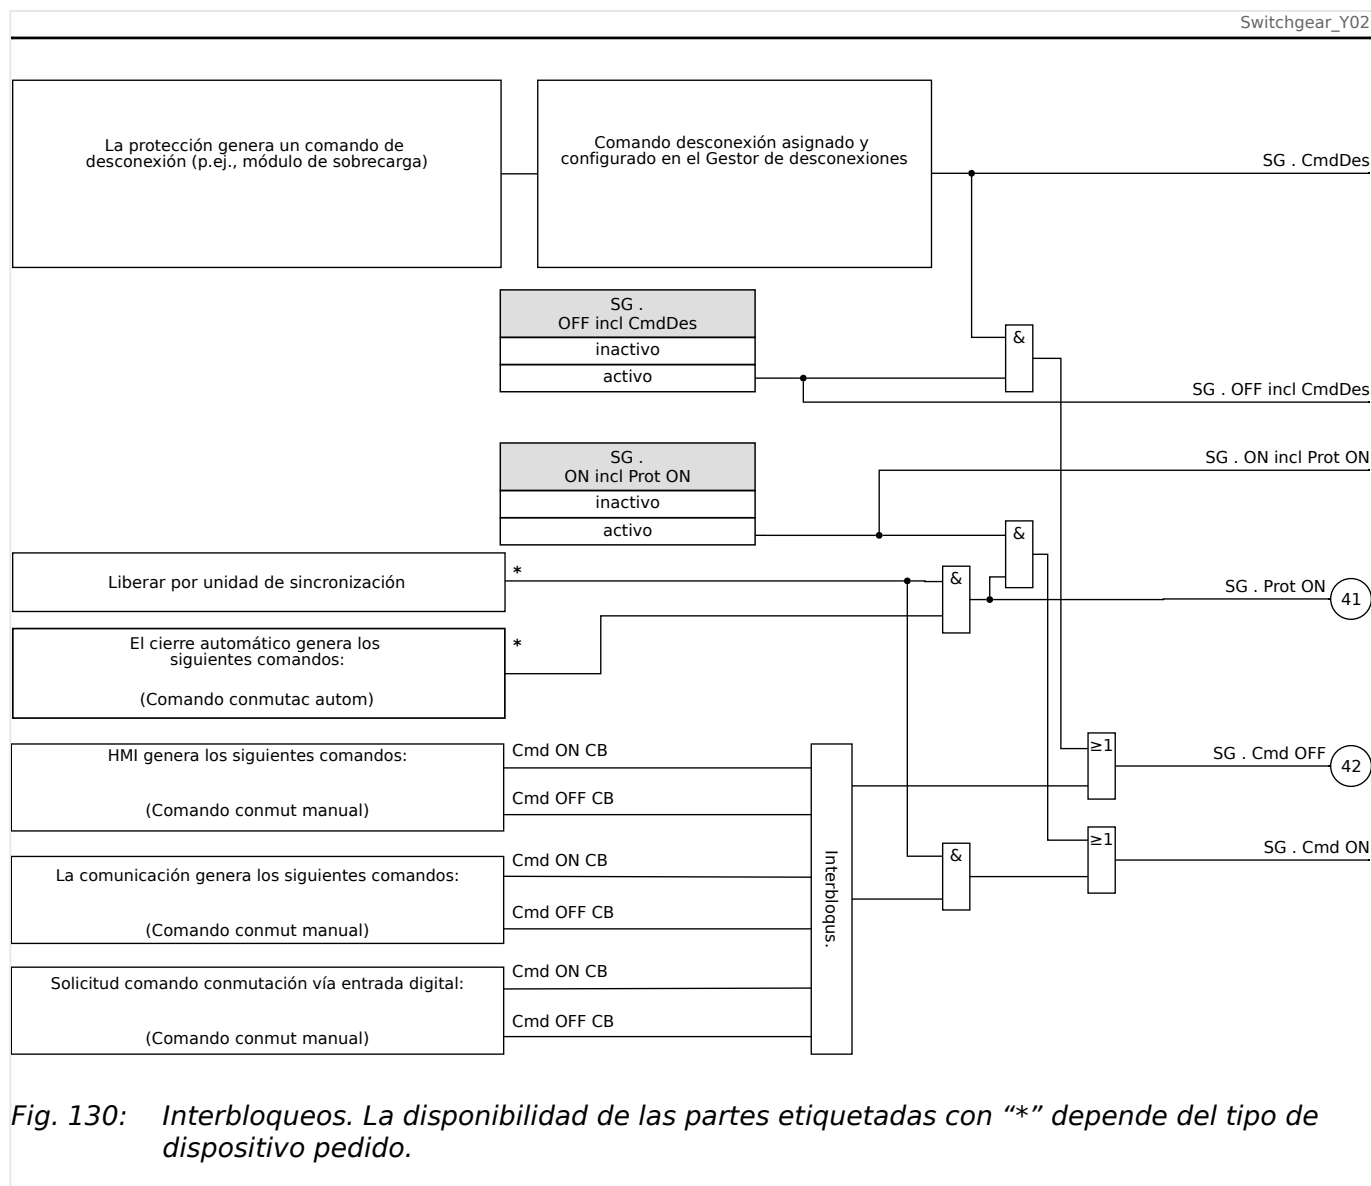 Switchgear_Y02
La protección genera un comando de
desconexión (p.ej., módulo de sobrecarga)
Comando desconexión asignado y
configurado en el Gestor de desconexiones
SG . CmdDes
SG .
OFF incl CmdDes
inactivo
activo
&
SG . OFF incl CmdDes
SG .
ON incl Prot ON
inactivo
activo
SG . ON incl Prot ON
&
Liberar por unidad de sincronización
*
&
SG . Prot ON
41
El cierre automático genera los
siguientes comandos:
(Comando conmutac autom)
*
HMI genera los siguientes comandos:
(Comando conmut manual)
Cmd ON CB
Cmd OFF CB
≥1
SG . Cmd OFF
42
La comunicación genera los siguientes comandos:
(Comando conmut manual)
Cmd ON CB
Cmd OFF CB
Interbloqus.
&
≥1
SG . Cmd ON
Solicitud comando conmutación vía entrada digital:
(Comando conmut manual)
Cmd ON CB
Cmd OFF CB
Fig. 130: Interbloqueos. La disponibilidad de las partes etiquetadas con “*” depende del tipo de
dispositivo pedido.